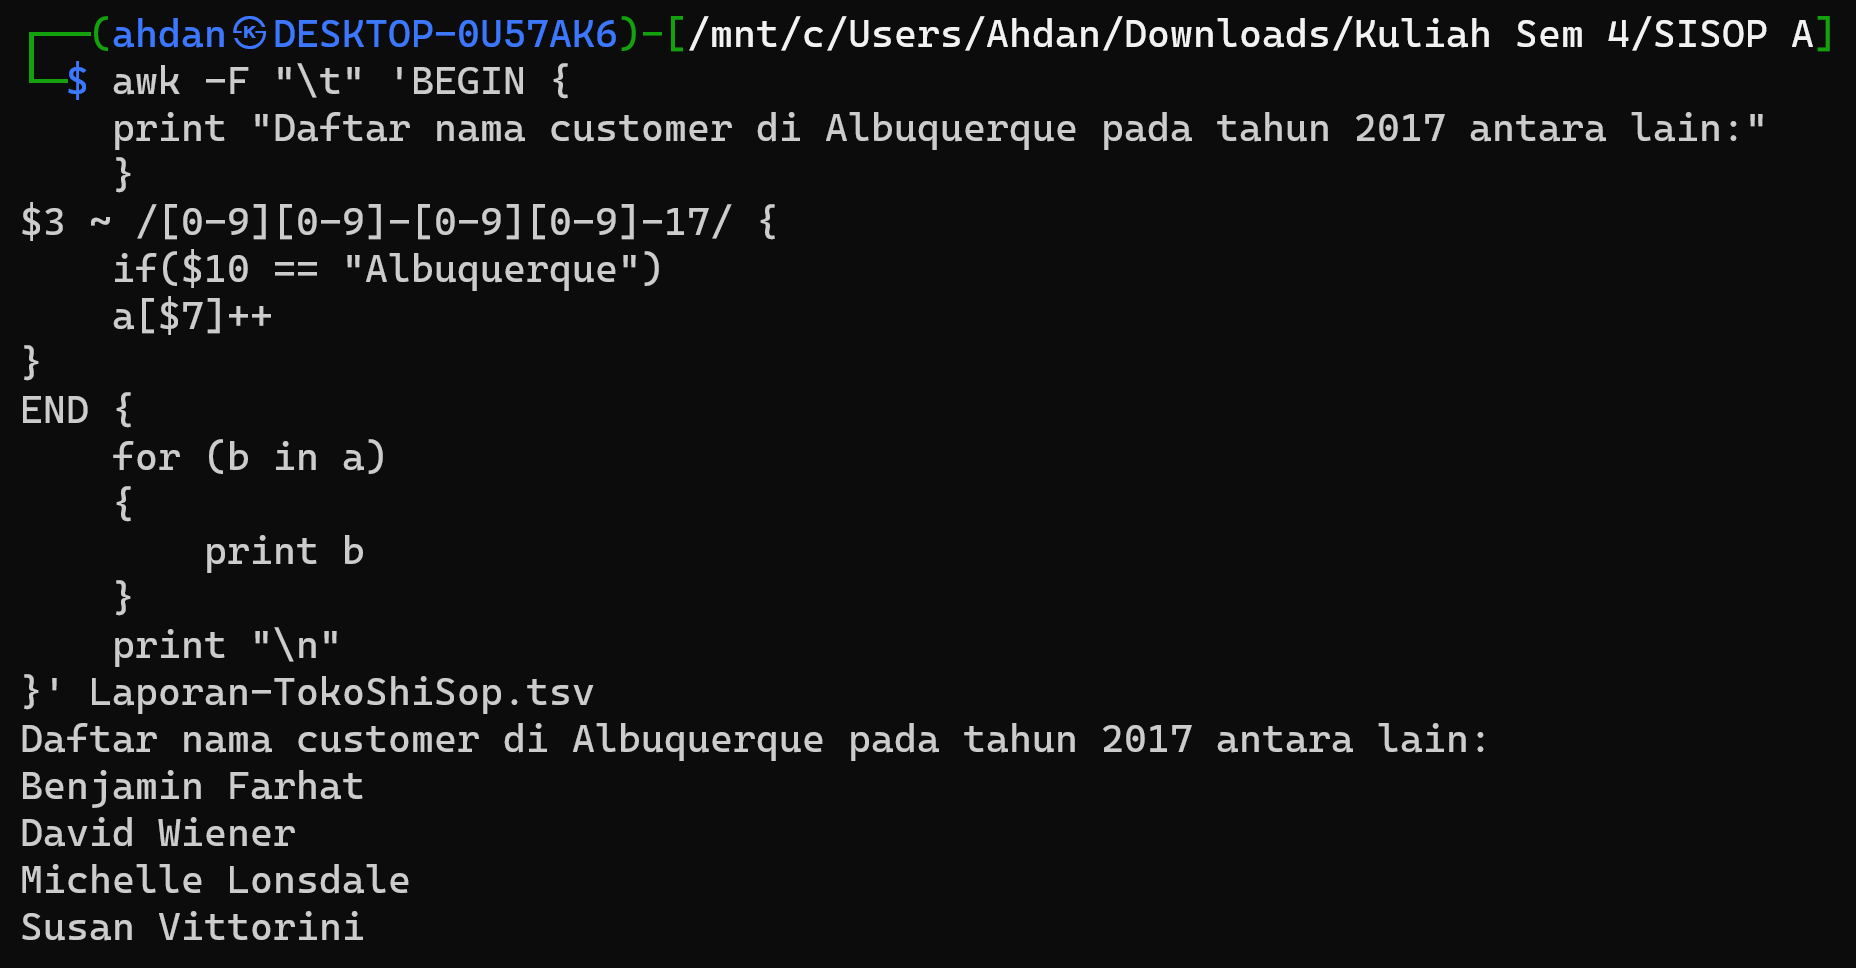 ┌──(ahdan㉿DESKTOP-0U57AK6)-[/mnt/c/Users/Ahdan/Downloads/Kuliah Sem 4/SISOP A]
└─$ awk -F "\t" 'BEGIN {
    print "Daftar nama customer di Albuquerque pada tahun 2017 antara lain:"
    }
$3 ~ /[0-9][0-9]-[0-9][0-9]-17/ {
    if($10 == "Albuquerque")
    a[$7]++
}
END {
    for (b in a)
    {
        print b
    }
    print "\n"
}' Laporan-TokoShiSop.tsv
Daftar nama customer di Albuquerque pada tahun 2017 antara lain:
Benjamin Farhat
David Wiener
Michelle Lonsdale
Susan Vittorini